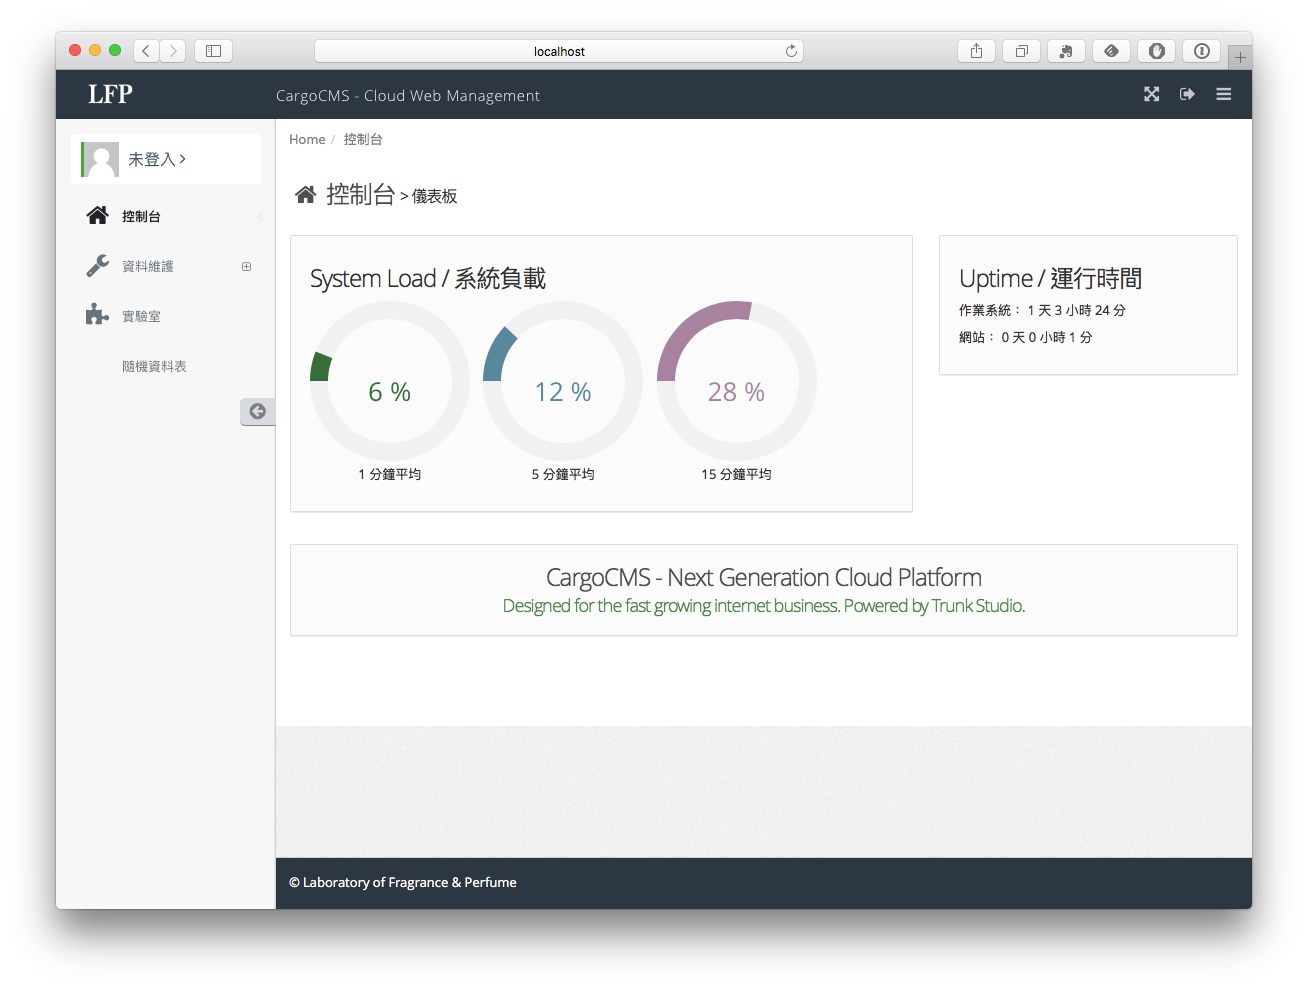 localhost
LFP
CargoCMS - Cloud Web Management
未登入
Home / 控制台
控制台 > 儀表板
控制台
資料維護
實驗室
隨機資料表
System Load / 系統負載
6 %
12 %
28 %
1 分鐘平均
5 分鐘平均
15 分鐘平均
Uptime / 運行時間
作業系統： 1 天 3 小時 24 分
網站： 0 天 0 小時 1 分
CargoCMS - Next Generation Cloud Platform
Designed for the fast growing internet business. Powered by Trunk Studio.
© Laboratory of Fragrance & Perfume